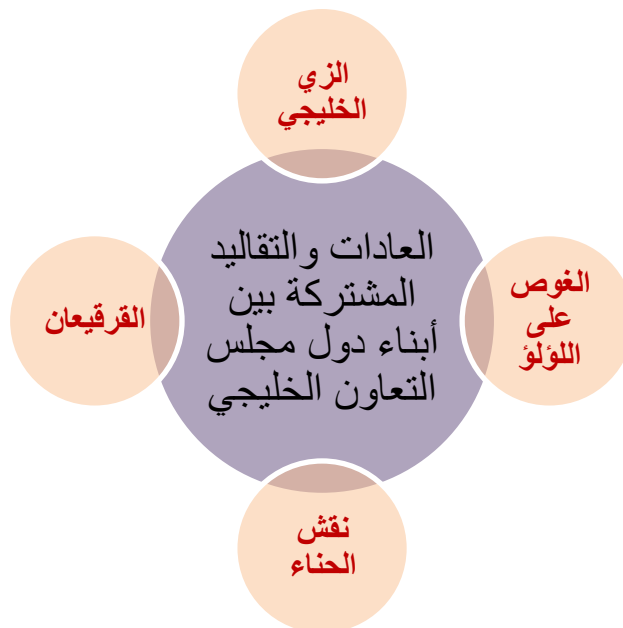 الزي
الخليجي
العادات والتقاليد
المشتركة بين
أبناء دول مجلس
التعاون الخليجي
الغوص
على
اللؤلؤ
القرقيعان
نقش
الحناء